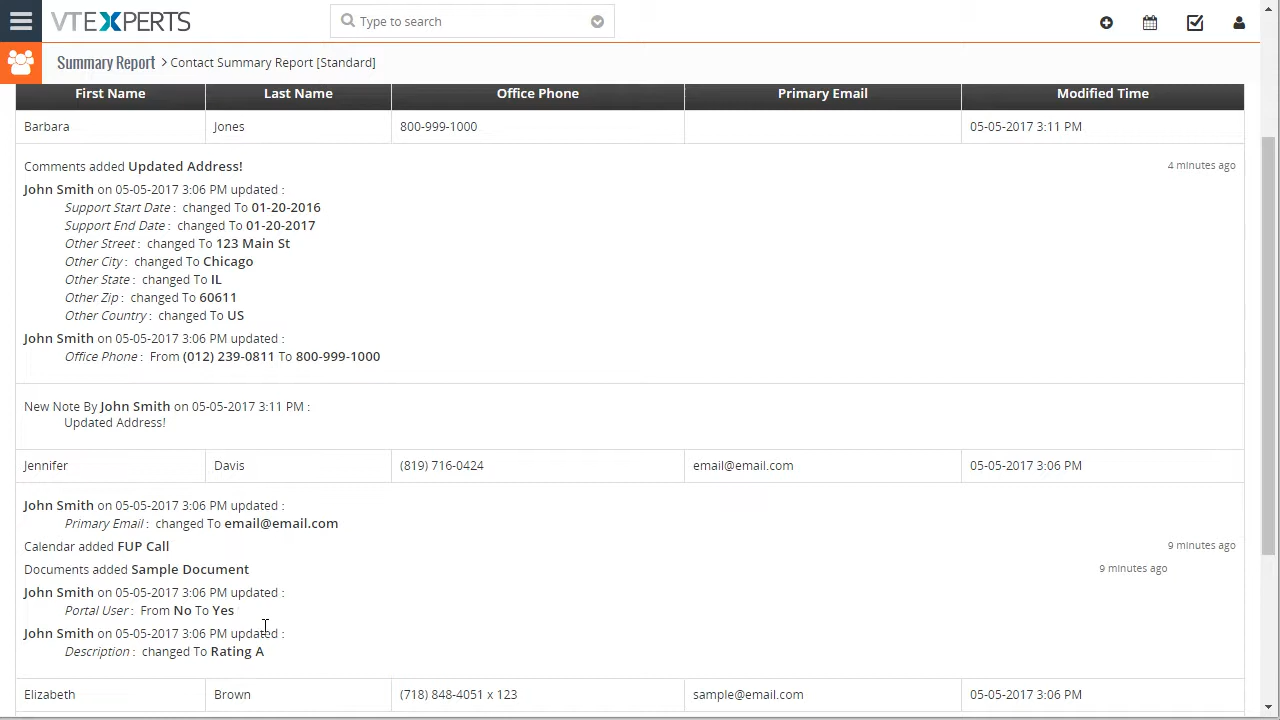 VTEXPERTS Type to search
Summary Report > Contact Summary Report [Standard]
First Name Last Name Office Phone Primary Email Modified Time
Barbara Jones 800-999-1000 05-05-2017 3:11 PM
Comments added Updated Address! 4 minutes ago
John Smith on 05-05-2017 3:06 PM updated :
Support Start Date : changed To 01-20-2016
Support End Date : changed To 01-20-2017
Other Street : changed To 123 Main St
Other City : changed To Chicago
Other State : changed To IL
Other Zip : changed To 60611
Other Country : changed To US
John Smith on 05-05-2017 3:06 PM updated :
Office Phone : From (012) 239-0811 To 800-999-1000
New Note By John Smith on 05-05-2017 3:11 PM :
Updated Address!
Jennifer Davis (819) 716-0424 email@email.com 05-05-2017 3:06 PM
John Smith on 05-05-2017 3:06 PM updated :
Primary Email : changed To email@email.com
Calendar added FUP Call 9 minutes ago
Documents added Sample Document 9 minutes ago
John Smith on 05-05-2017 3:06 PM updated :
Portal User : From No To Yes
John Smith on 05-05-2017 3:06 PM updated :
Description : changed To Rating A
Elizabeth Brown (718) 848-4051 x 123 sample@email.com 05-05-2017 3:06 PM